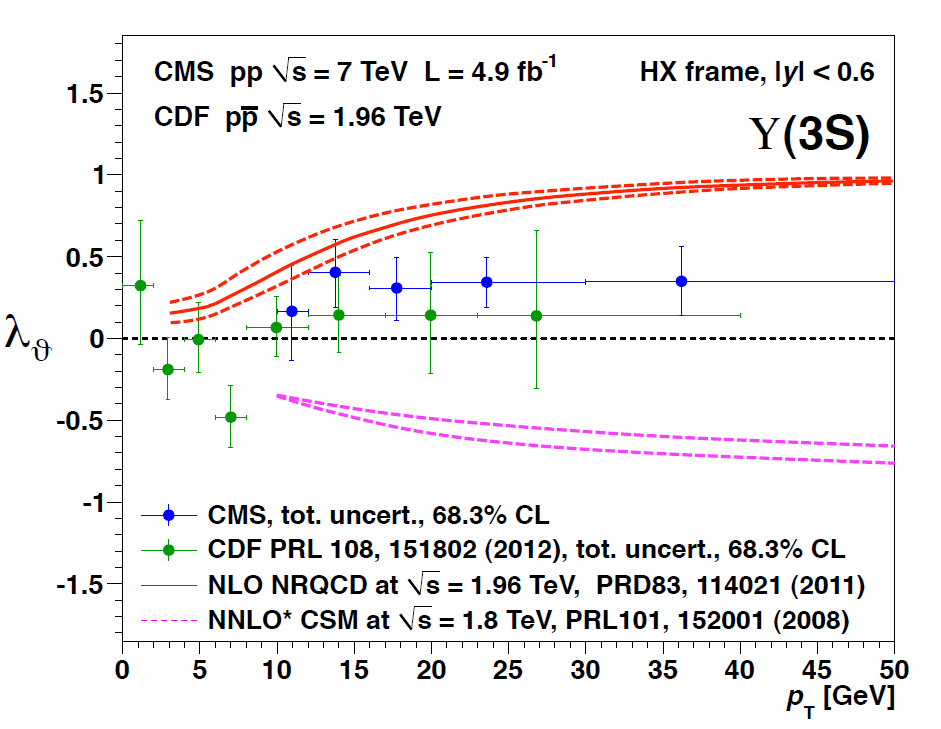 CMS pp √s = 7 TeV L = 4.9 fb⁻¹
HX frame, |y| < 0.6
CDF pp̅ √s = 1.96 TeV
ϒ(3S)
1.5
1
0.5
λϑ
0
-0.5
-1
-1.5
CMS, tot. uncert., 68.3% CL
CDF PRL 108, 151802 (2012), tot. uncert., 68.3% CL
NLO NRQCD at √s = 1.96 TeV, PRD83, 114021 (2011)
NNLO* CSM at √s = 1.8 TeV, PRL101, 152001 (2008)
0 5 10 15 20 25 30 35 40 45 50
pT [GeV]